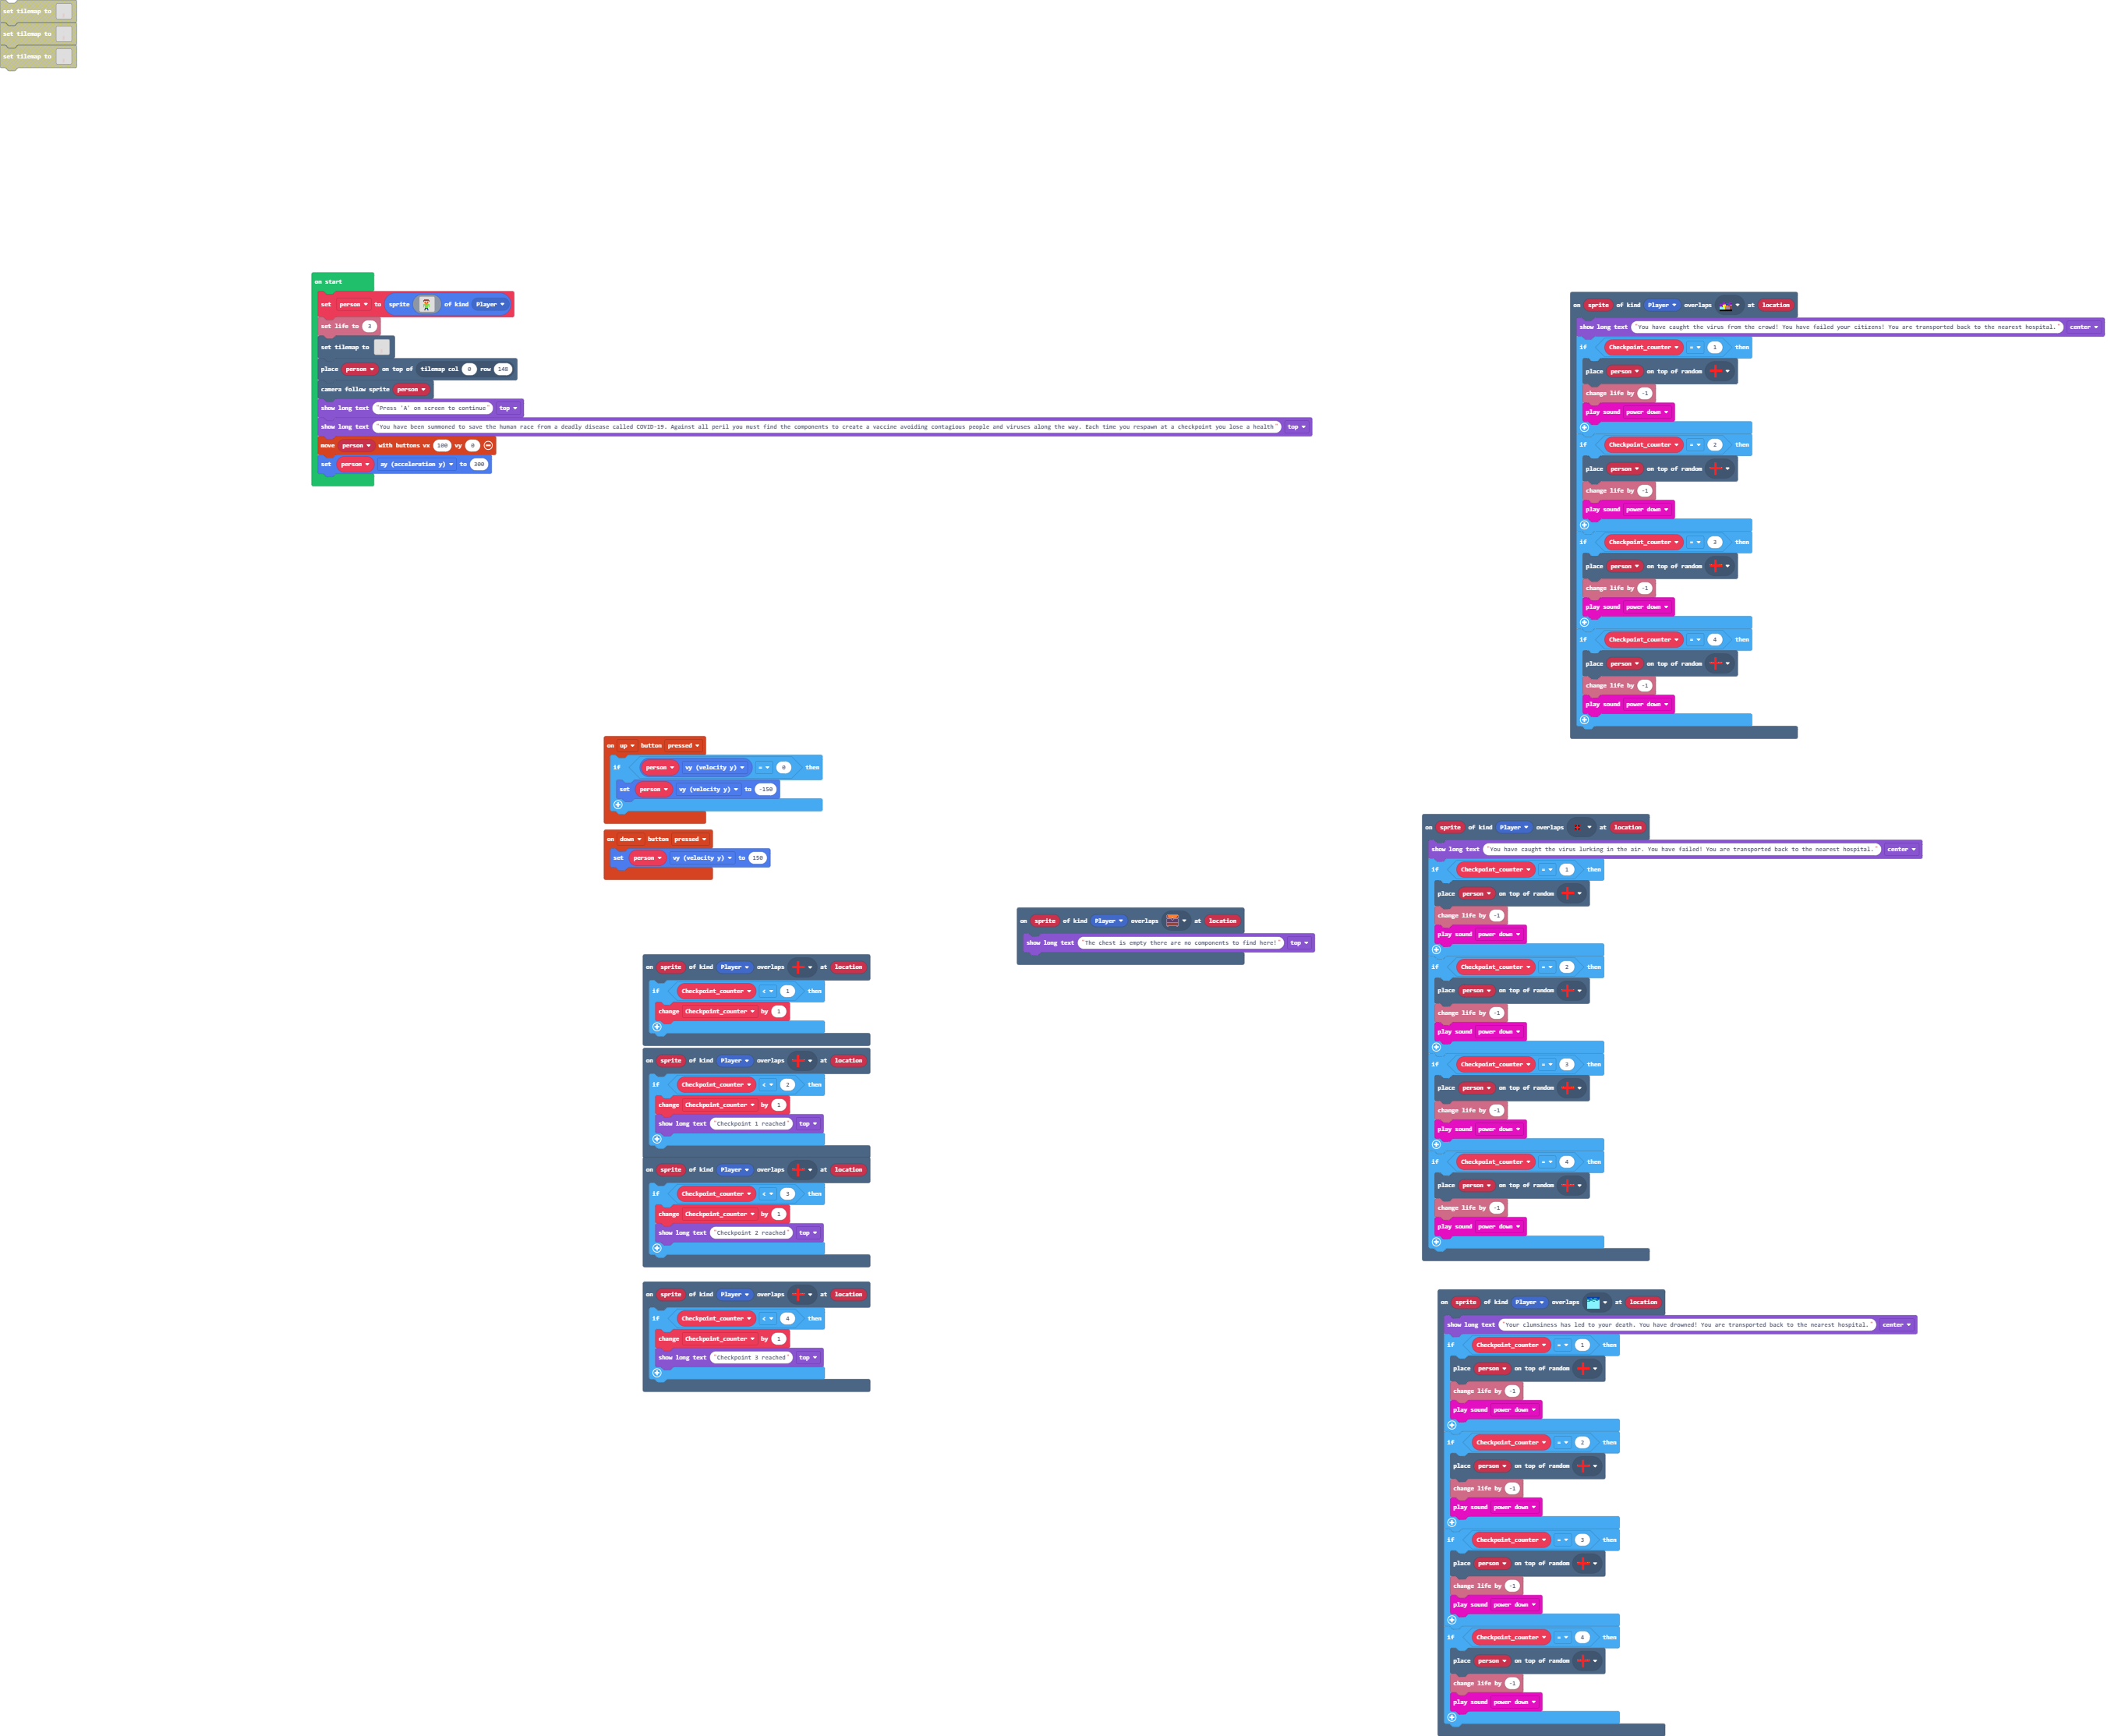 set tilemap to
set tilemap to
set tilemap to
on start
set person to sprite of kind Player
set life to 3
set tilemap to
place person on top of tilemap col 0 row 148
camera follow sprite person
show long text "Press 'A' on screen to continue" top
show long text "You have been summoned to save the human race from a deadly disease called COVID-19. Against all peril you must find the components to create a vaccine avoiding contagious people and viruses along the way. Each time you respawn at a checkpoint you lose a health" top
move person with buttons vx 100 vy 0
set person ay (acceleration y) to 300
on up button pressed
if person vy (velocity y) = 0 then
set person vy (velocity y) to -150
on down button pressed
set person vy (velocity y) to 150
on sprite of kind Player overlaps at location
if Checkpoint_counter < 1 then
change Checkpoint_counter by 1
on sprite of kind Player overlaps at location
if Checkpoint_counter < 2 then
change Checkpoint_counter by 1
show long text "Checkpoint 1 reached" top
on sprite of kind Player overlaps at location
if Checkpoint_counter < 3 then
change Checkpoint_counter by 1
show long text "Checkpoint 2 reached" top
on sprite of kind Player overlaps at location
if Checkpoint_counter < 4 then
change Checkpoint_counter by 1
show long text "Checkpoint 3 reached" top
on sprite of kind Player overlaps at location
show long text "The chest is empty there are no components to find here!" top
on sprite of kind Player overlaps at location
show long text "You have caught the virus from the crowd! You have failed your citizens! You are transported back to the nearest hospital." center
if Checkpoint_counter = 1 then
place person on top of random
change life by -1
play sound power down
if Checkpoint_counter = 2 then
place person on top of random
change life by -1
play sound power down
if Checkpoint_counter = 3 then
place person on top of random
change life by -1
play sound power down
if Checkpoint_counter = 4 then
place person on top of random
change life by -1
play sound power down
on sprite of kind Player overlaps at location
show long text "You have caught the virus lurking in the air. You have failed! You are transported back to the nearest hospital." center
if Checkpoint_counter = 1 then
place person on top of random
change life by -1
play sound power down
if Checkpoint_counter = 2 then
place person on top of random
change life by -1
play sound power down
if Checkpoint_counter = 3 then
place person on top of random
change life by -1
play sound power down
if Checkpoint_counter = 4 then
place person on top of random
change life by -1
play sound power down
on sprite of kind Player overlaps at location
show long text "Your clumsiness has led to your death. You have drowned! You are transported back to the nearest hospital." center
if Checkpoint_counter = 1 then
place person on top of random
change life by -1
play sound power down
if Checkpoint_counter = 2 then
place person on top of random
change life by -1
play sound power down
if Checkpoint_counter = 3 then
place person on top of random
change life by -1
play sound power down
if Checkpoint_counter = 4 then
place person on top of random
change life by -1
play sound power down